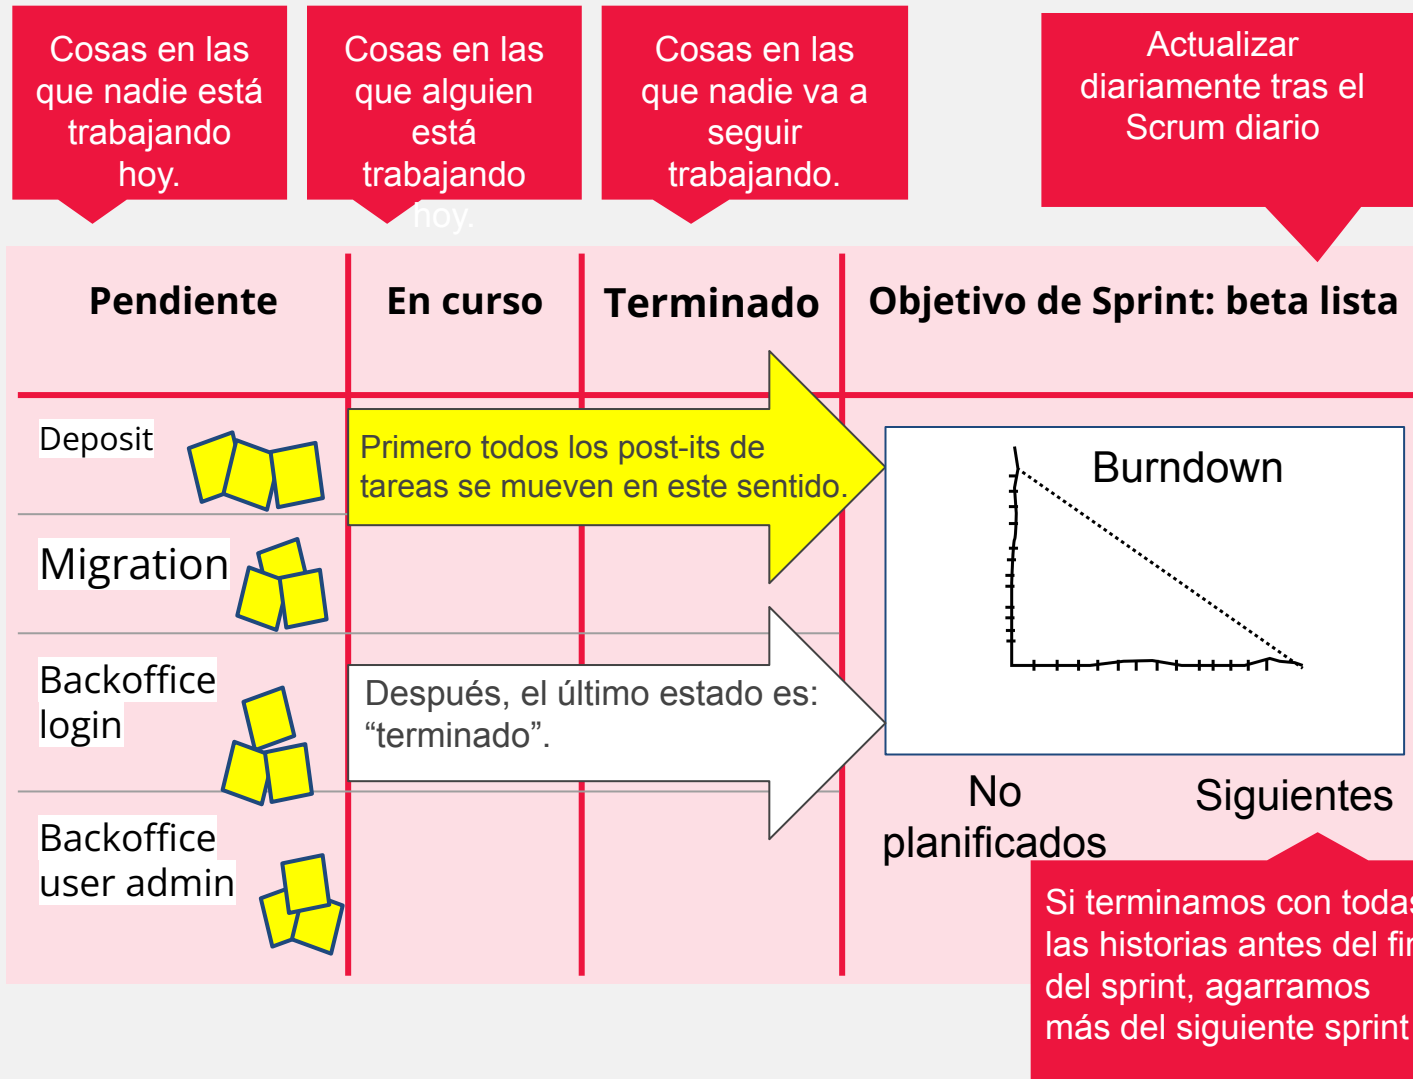 Cosas en las
que nadie está
trabajando
hoy.
Cosas en las
que alguien
está
trabajando
hoy.
Cosas en las
que nadie va a
seguir
trabajando.
Actualizar
diariamente tras el
Scrum diario
Pendiente
En curso
Terminado
Objetivo de Sprint: beta lista
Deposit
Primero todos los post-its de
tareas se mueven en este sentido.
Burndown
Migration
Backoffice
login
Después, el último estado es:
“terminado”.
No
planificados
Siguientes
Backoffice
user admin
Si terminamos con todas
las historias antes del fin
del sprint, agarramos
más del siguiente sprint